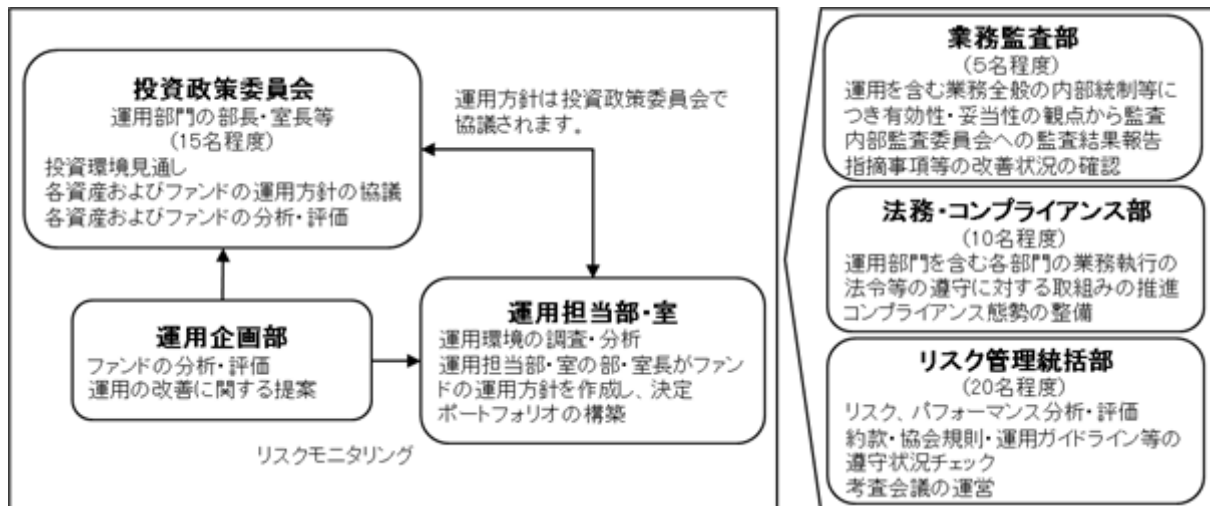 投資政策委員会
運用部門の部長・室長等
(15名程度)
投資環境見通し
各資産およびファンドの運用方針の協議
各資産およびファンドの分析・評価
運用方針は投資政策委員会で
協議されます。
運用企画部
ファンドの分析・評価
運用の改善に関する提案
運用担当部・室
運用環境の調査・分析
運用担当部・室の部・室長がファン
ドの運用方針を作成し、決定
ポートフォリオの構築
リスクモニタリング
業務監査部
(5名程度)
運用を含む業務全般の内部統制等に
つき有効性・妥当性の観点から監査
内部監査委員会への監査結果報告
指摘事項等の改善状況の確認
法務・コンプライアンス部
(10名程度)
運用部門を含む各部門の業務執行の
法令等の遵守に対する取組みの推進
コンプライアンス態勢の整備
リスク管理統括部
(20名程度)
リスク、パフォーマンス分析・評価
約款・協会規則・運用ガイドライン等の
遵守状況チェック
考査会議の運営